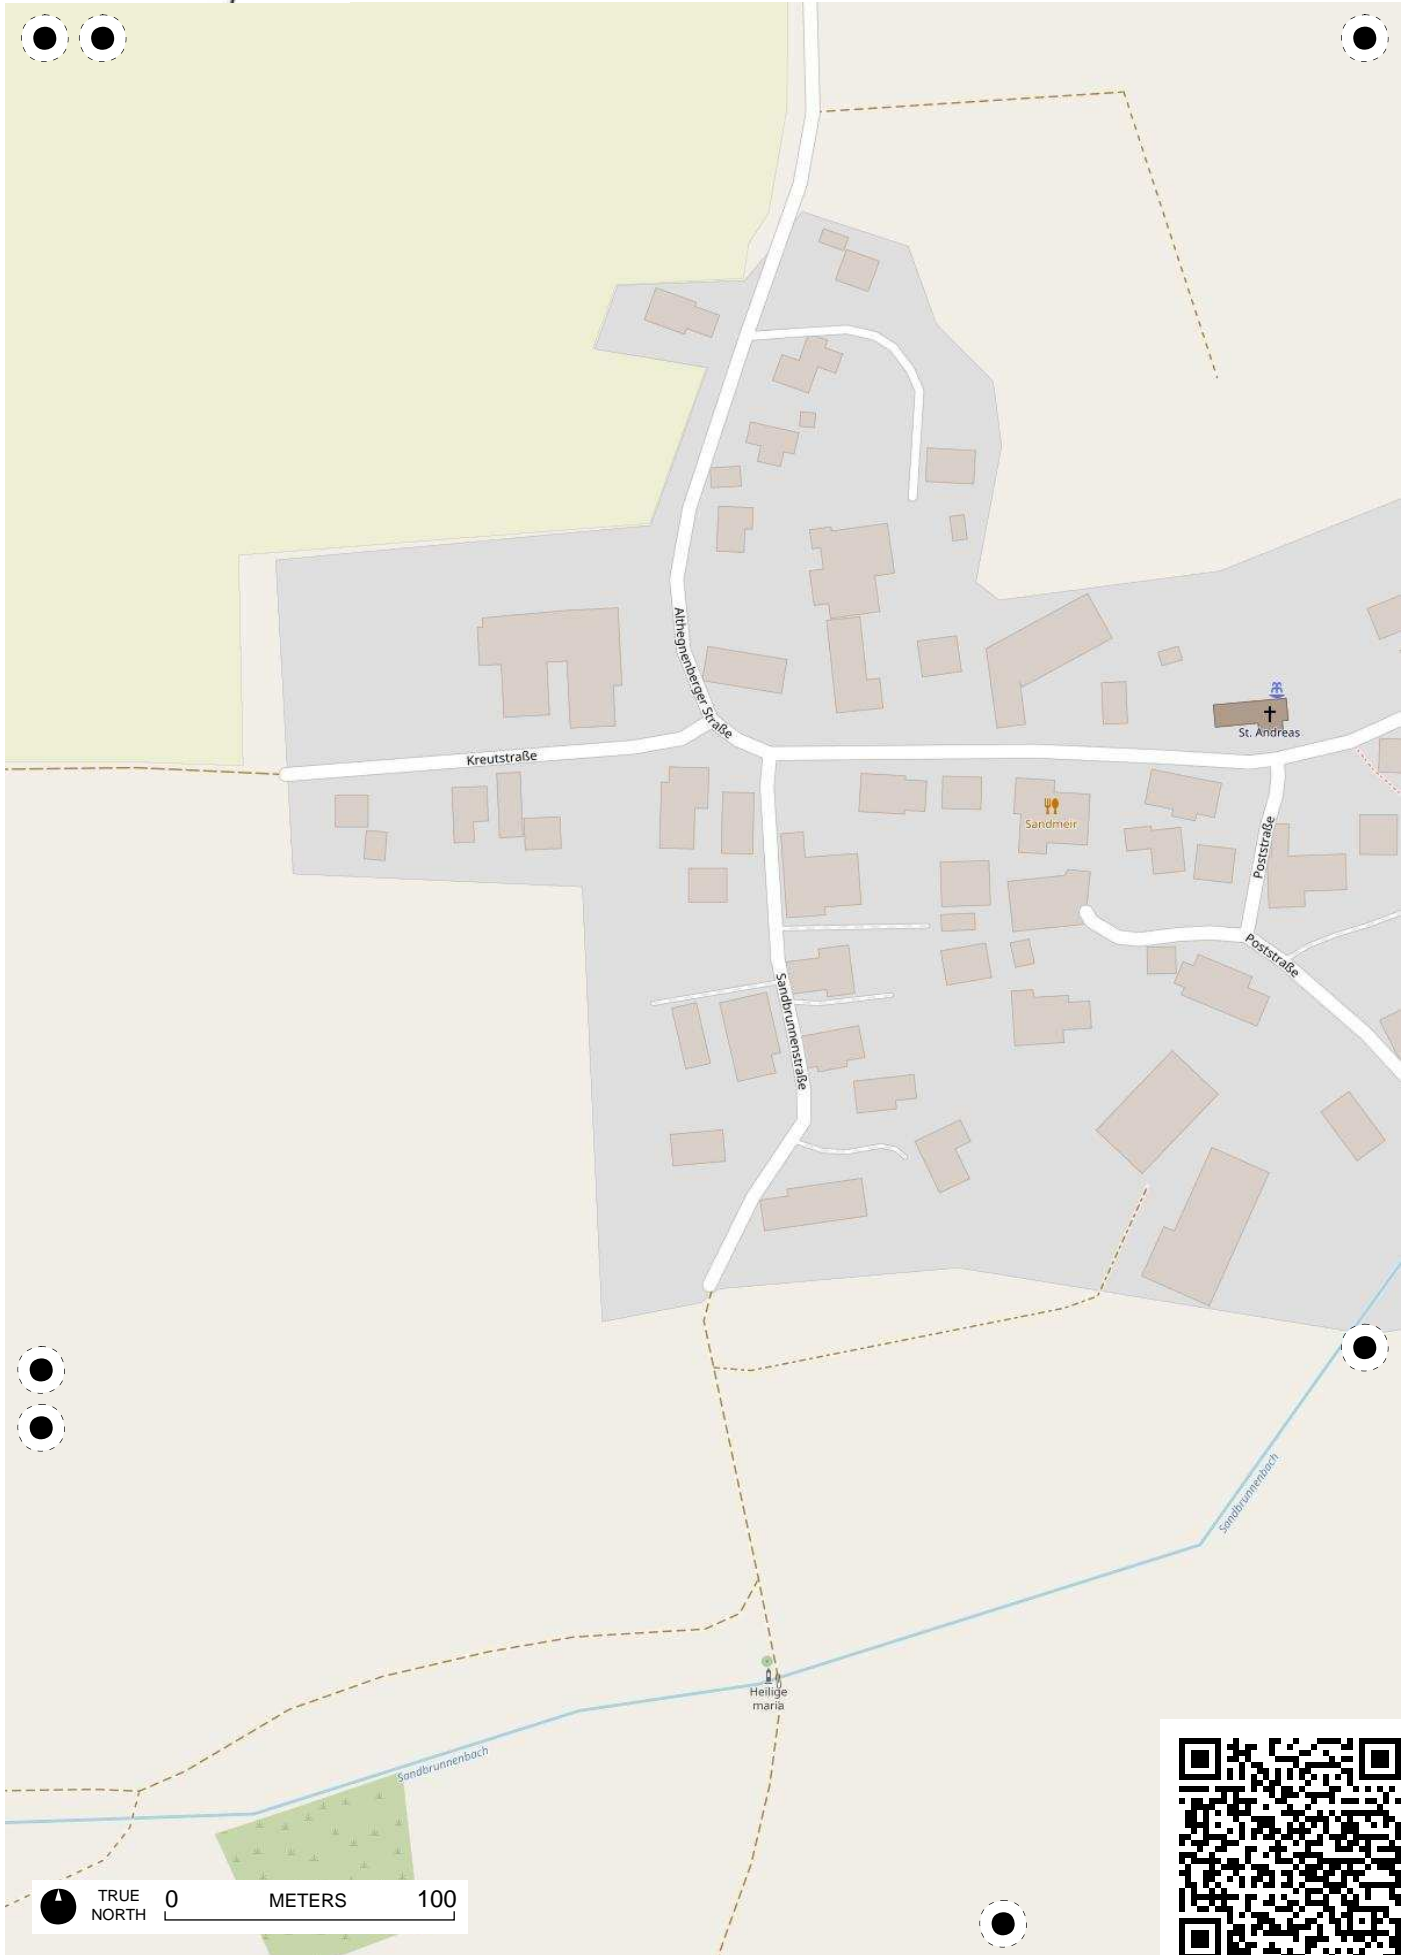 Althegnenberger Straße
St. Andreas
Kreutstraße
Sandmeir
Poststraße
Poststraße
Sandbrunnenstraße
Sandbrunnenbach
Heilige
maria
Sandbrunnenbach
TRUE
NORTH
0 METERS 100